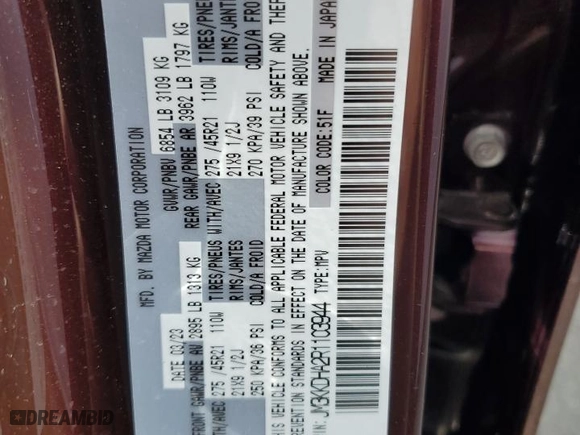 MFD. BY MAZDA MOTOR CORPORATION
DATE 03/23 GVWR/PNBV 6854 LB 3109 KG
FRONT GAWR/PNBE AV 2895 LB 1313 KG REAR GAWR/PNBE AR 3962 LB 1797 KG
WITH/AVEC TIRES/PNEUS WITH/AVEC TIRES/PNEU
275 /45R21 110W 275 /45R21 110W
RIMS/JANTES RIMS/JANTE
21X9 1/2J 21X9 1/2J
COLD/A FROID COLD/A FROID
250 KPA/36 PSI 270 KPA/39 PSI
VEHICLE CONFORMS TO ALL APPLICABLE FEDERAL MOTOR VEHICLE SAFETY AND THEF
PREVENTION STANDARDS IN EFFECT ON THE DATE OF MANUFACTURE SHOWN ABOVE.
COLOR CODE:51F MADE IN JAPAN
JM3KKDHA2R1103944 TYPE:MPV
DREAMBID